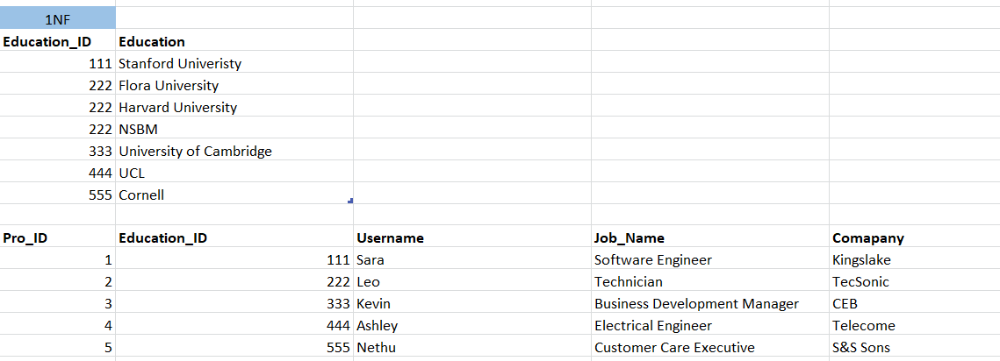 1NF
Education_ID Education
111 Stanford Univeristy
222 Flora University
222 Harvard University
222 NSBM
333 University of Cambridge
444 UCL
555 Cornell
Pro_ID Education_ID Username Job_Name Comapany
1 111 Sara Software Engineer Kingslake
2 222 Leo Technician TecSonic
3 333 Kevin Business Development Manager CEB
4 444 Ashley Electrical Engineer Telecome
5 555 Nethu Customer Care Executive S&S Sons